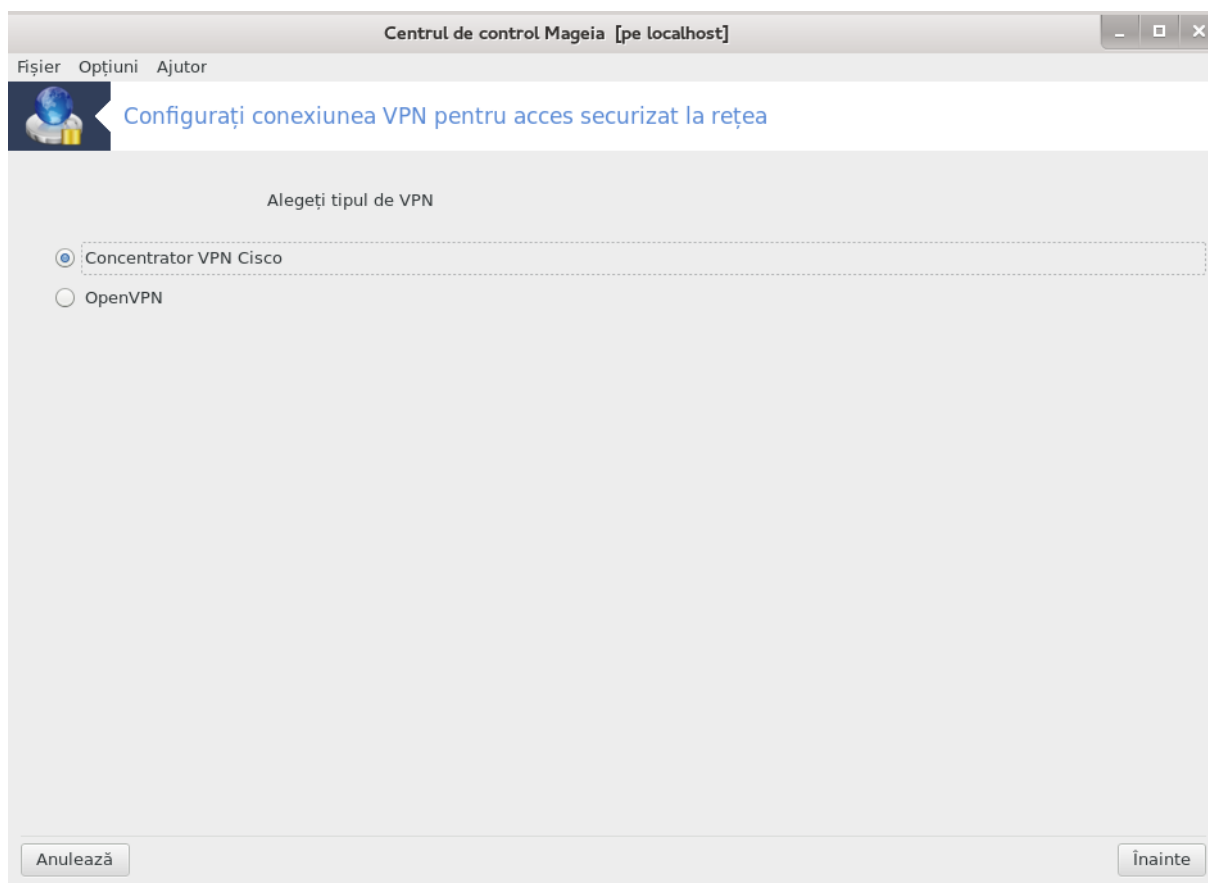 Centrul de control Mageia [pe localhost]
Fișier Opțiuni Ajutor
Configurați conexiunea VPN pentru acces securizat la rețea
Alegeți tipul de VPN
Concentrator VPN Cisco
OpenVPN
Anulează Înainte